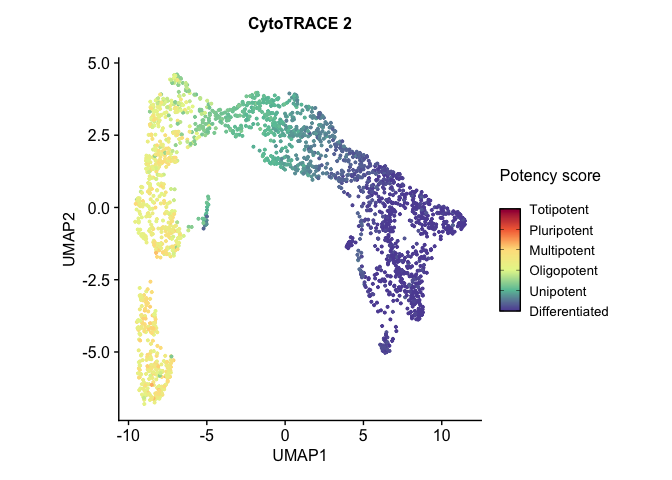 CytoTRACE 2
5.0
2.5
0.0
-2.5
-5.0
UMAP2
-10
-5
0
5
10
UMAP1
Potency score
Totipotent
Pluripotent
Multipotent
Oligopotent
Unipotent
Differentiated